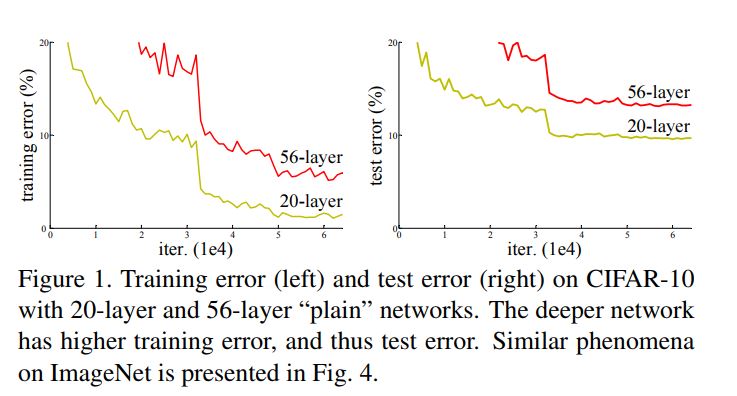 20
10
0
training error (%)
0 1 2 3 4 5 6
iter. (1e4)
56-layer
20-layer
20
10
0
test error (%)
0 1 2 3 4 5 6
iter. (1e4)
56-layer
20-layer
Figure 1. Training error (left) and test error (right) on CIFAR-10
with 20-layer and 56-layer “plain” networks. The deeper network
has higher training error, and thus test error. Similar phenomena
on ImageNet is presented in Fig. 4.